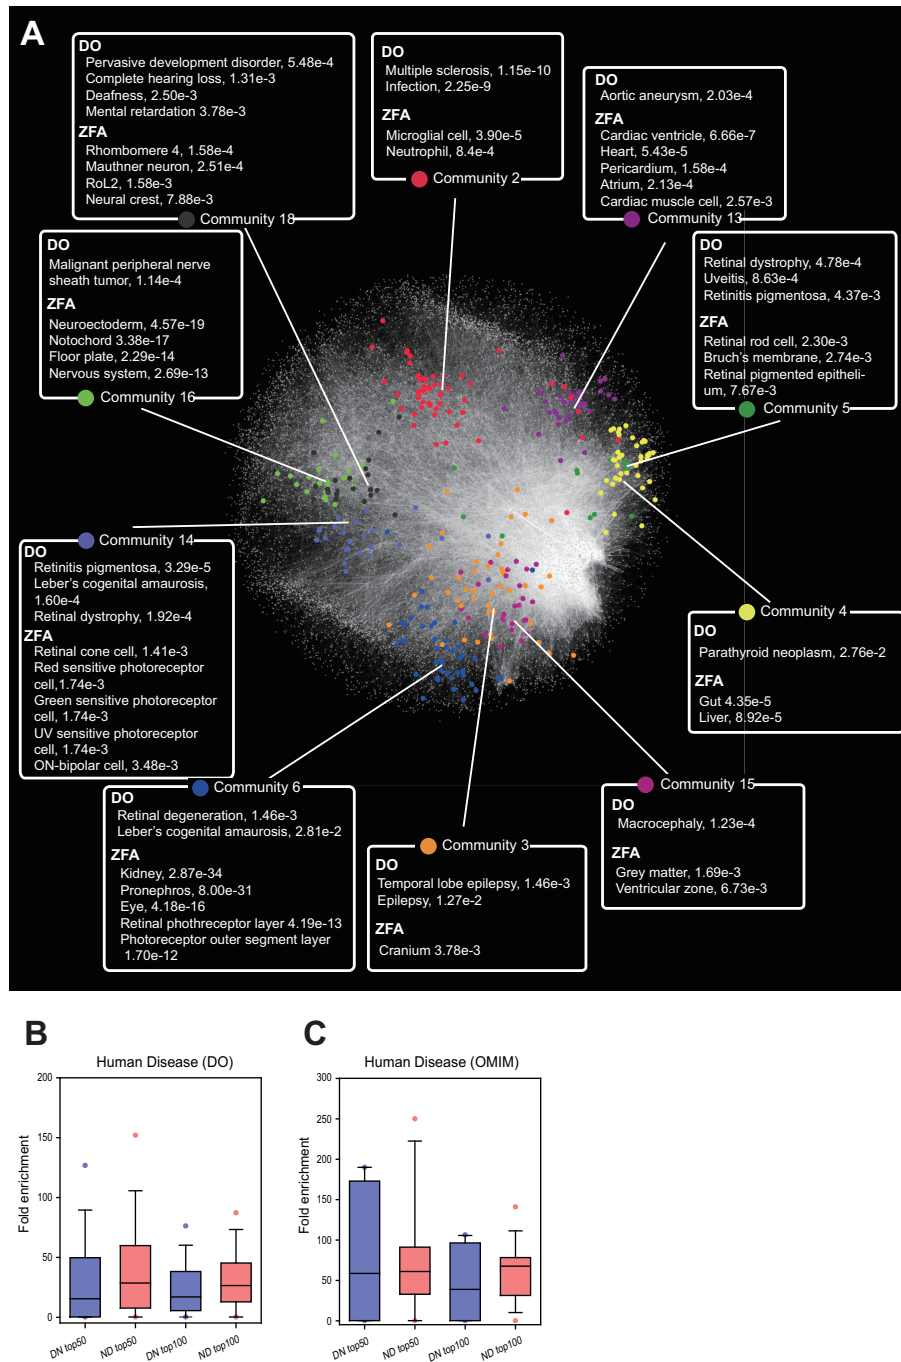 A
DO
Pervasive development disorder, 5.48e-4
Complete hearing loss, 1.31e-3
Deafness, 2.50e-3
Mental retardation 3.78e-3
ZFA
Rhombomere 4, 1.58e-4
Mauthner neuron, 2.51e-4
RoL2, 1.58e-3
Neural crest, 7.88e-3
Community 18
DO
Multiple sclerosis, 1.15e-10
Infection, 2.25e-9
ZFA
Microglial cell, 3.90e-5
Neutrophil, 8.4e-4
Community 2
DO
Aortic aneurysm, 2.03e-4
ZFA
Cardiac ventricle, 6.66e-7
Heart, 5.43e-5
Pericardium, 1.58e-4
Atrium, 2.13e-4
Cardiac muscle cell, 2.57e-3
Community 13
DO
Malignant peripheral nerve
sheath tumor, 1.14e-4
ZFA
Neuroectoderm, 4.57e-19
Notochord 3.38e-17
Floor plate, 2.29e-14
Nervous system, 2.69e-13
Community 16
DO
Retinal dystrophy, 4.78e-4
Uveitis, 8.63e-4
Retinitis pigmentosa, 4.37e-3
ZFA
Retinal rod cell, 2.30e-3
Bruch's membrane, 2.74e-3
Retinal pigmented epitheli-
um, 7.67e-3
Community 5
Community 14
DO
Retinitis pigmentosa, 3.29e-5
Leber's cogenital amaurosis,
1.60e-4
Retinal dystrophy, 1.92e-4
ZFA
Retinal cone cell, 1.41e-3
Red sensitive photoreceptor
cell,1.74e-3
Green sensitive photoreceptor
cell, 1.74e-3
UV sensitive photoreceptor
cell, 1.74e-3
ON-bipolar cell, 3.48e-3
Community 4
DO
Parathyroid neoplasm, 2.76e-2
ZFA
Gut 4.35e-5
Liver, 8.92e-5
Community 6
DO
Retinal degeneration, 1.46e-3
Leber's cogenital amaurosis, 2.81e-2
ZFA
Kidney, 2.87e-34
Pronephros, 8.00e-31
Eye, 4.18e-16
Retinal phothreceptor layer 4.19e-13
Photoreceptor outer segment layer
1.70e-12
Community 3
DO
Temporal lobe epilepsy, 1.46e-3
Epilepsy, 1.27e-2
ZFA
Cranium 3.78e-3
Community 15
DO
Macrocephaly, 1.23e-4
ZFA
Grey matter, 1.69e-3
Ventricular zone, 6.73e-3
B
Human Disease (DO)
Fold enrichment
200
150
100
50
0
DN top50
ND top50
DN top100
ND top100
C
Human Disease (OMIM)
Fold enrichment
300
250
200
150
100
50
0
DN top50
ND top50
DN top100
ND top100